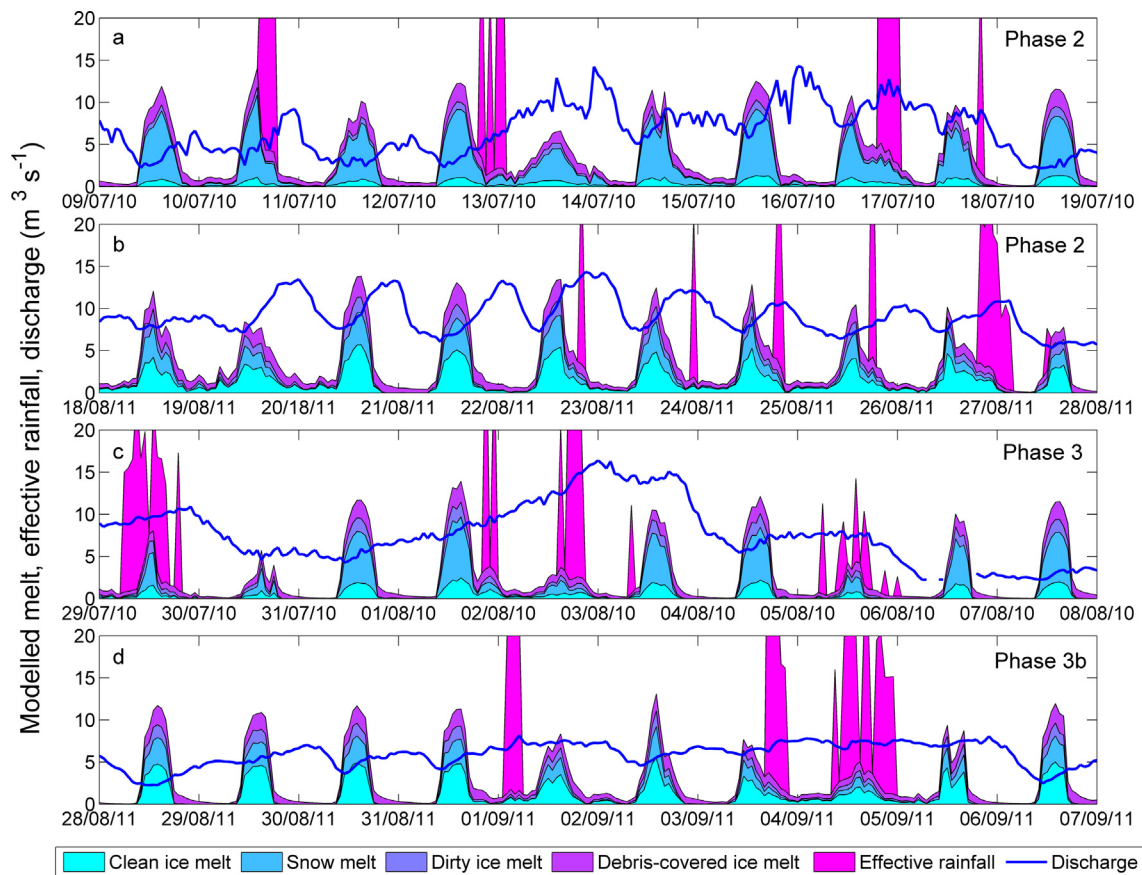 Modelled melt, effective rainfall, discharge (m³ s⁻¹)
a
Phase 2
20
15
10
5
0
09/07/10 10/07/10 11/07/10 12/07/10 13/07/10 14/07/10 15/07/10 16/07/10 17/07/10 18/07/10 19/07/10
b
Phase 2
20
15
10
5
0
18/08/11 19/08/11 20/18/11 21/08/11 22/08/11 23/08/11 24/08/11 25/08/11 26/08/11 27/08/11 28/08/11
c
Phase 3
20
15
10
5
0
29/07/10 30/07/10 31/07/10 01/08/10 02/08/10 03/08/10 04/08/10 05/08/10 06/08/10 07/08/10 08/08/10
d
Phase 3b
20
15
10
5
0
28/08/11 29/08/11 30/08/11 31/08/11 01/09/11 02/09/11 03/09/11 04/09/11 05/09/11 06/09/11 07/09/11
Clean ice melt Snow melt Dirty ice melt Debris-covered ice melt Effective rainfall Discharge